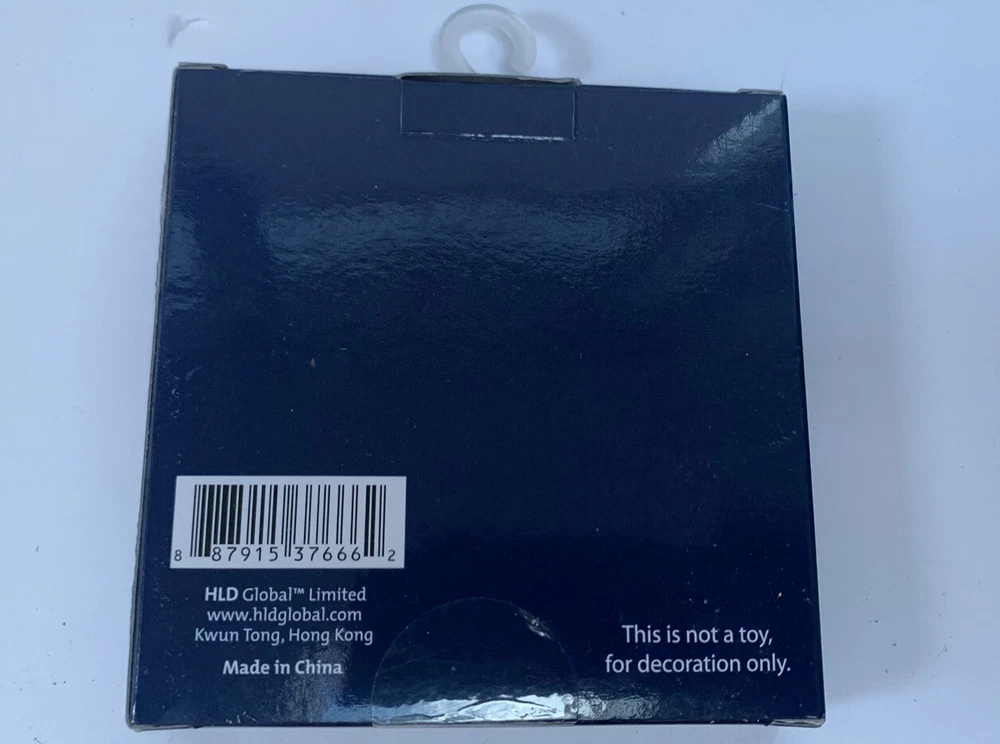 8 87915 37666 2
HLD Global™ Limited
www.hldglobal.com
Kwun Tong, Hong Kong
Made in China
This is not a toy,
for decoration only.